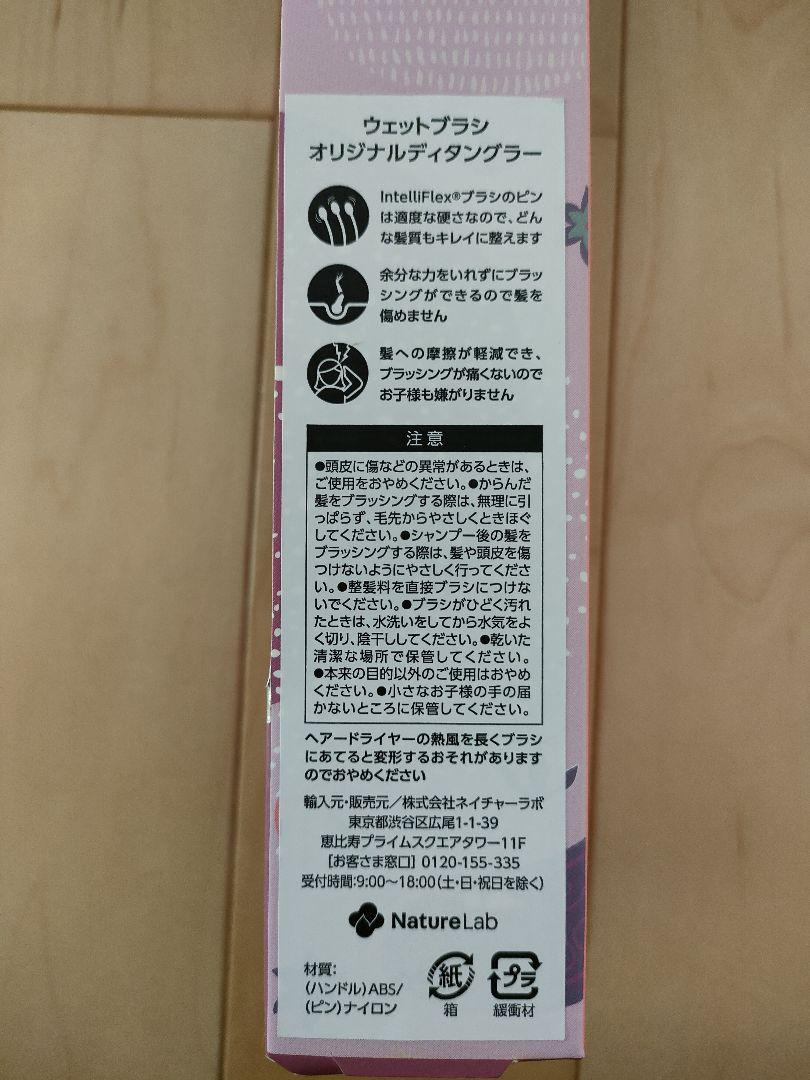 ウェットブラシ
オリジナルディタングラー
IntelliFlex®ブラシのピン
は適度な硬さなので、どん
な髪質もキレイに整えます
余分な力をいれずにブラッ
シングができるので髪を
傷めません
髪への摩擦が軽減でき、
ブラッシングが痛くないので
お子様も嫌がりません
注意
●頭皮に傷などの異常があるときは、
ご使用をおやめください。●からんだ
髪をブラッシングする際は、無理に引
っぱらず、毛先からやさしくときほぐ
してください。●シャンプー後の髪を
ブラッシングする際は、髪や頭皮を傷
つけないようにやさしく行ってくださ
い。●整髪料を直接ブラシにつけな
いでください。●ブラシがひどく汚れ
たときは、水洗いをしてから水気をよ
く切り、陰干ししてください。●乾いた
清潔な場所で保管してください。
●本来の目的以外のご使用はおやめ
ください。●小さなお子様の手の届
かないところに保管してください。
ヘアードライヤーの熱風を長くブラシ
にあてると変形するおそれがあります
のでおやめください
輸入元・販売元／株式会社ネイチャーラボ
東京都渋谷区広尾1-1-39
恵比寿プライムスクエアタワー11F
［お客さま窓口］0120-155-335
受付時間:9:00～18:00(土・日・祝日を除く)
NatureLab
材質:
(ハンドル)ABS/
(ピン)ナイロン
紙
箱
プラ
緩衝材